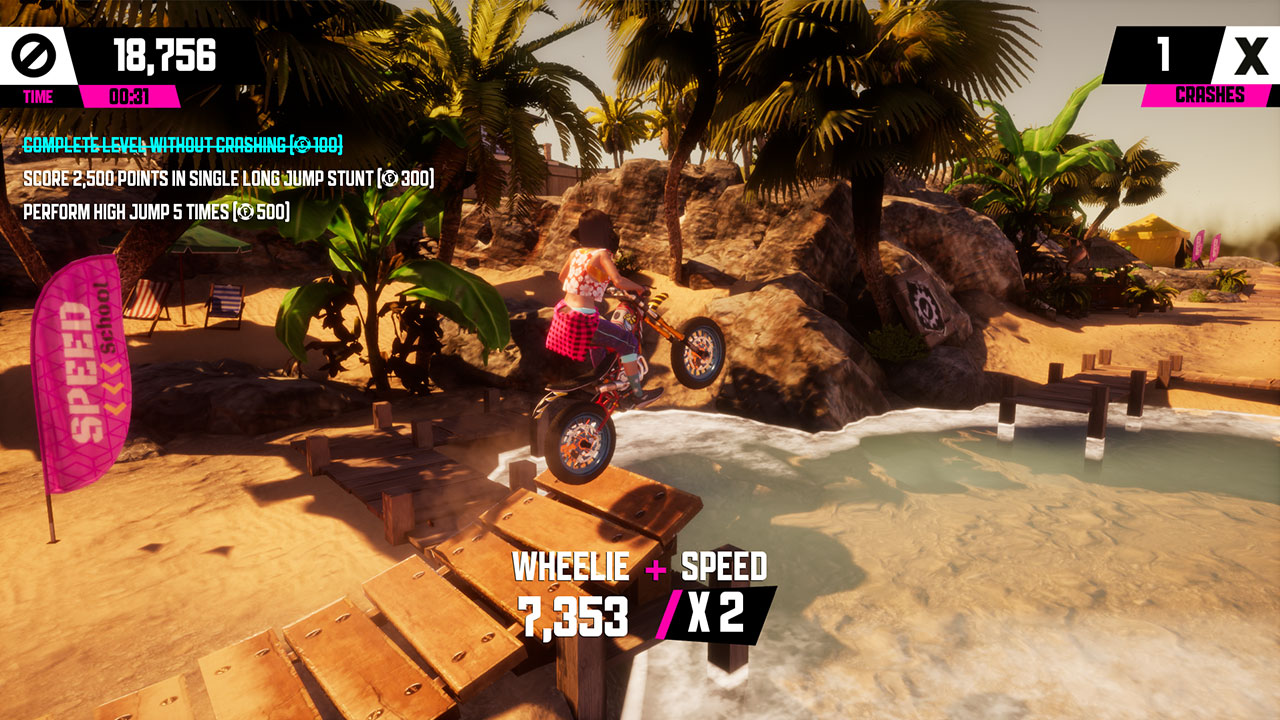 18,756
TIME 00:31
1 X
CRASHES
COMPLETE LEVEL WITHOUT CRASHING [100]
SCORE 2,500 POINTS IN SINGLE LONG JUMP STUNT [300]
PERFORM HIGH JUMP 5 TIMES [500]
SPEED
School
WHEELIE + SPEED
7,353 X 2